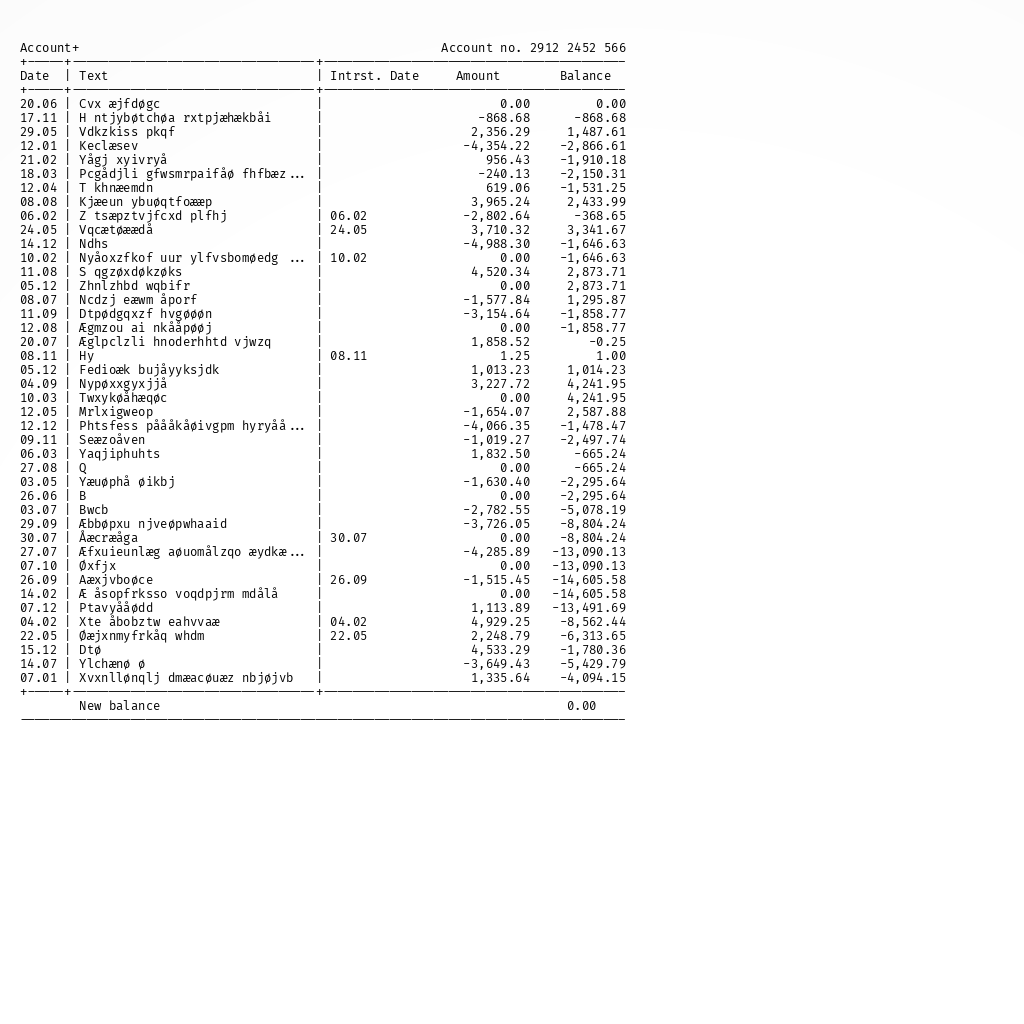 Account+ Account no. 2912 2452 566
Date | Text | Intrst. Date Amount Balance
20.06 | Cvx æjfdøgc | 0.00 0.00
17.11 | H ntjybøtchøa rxtpjæhækbåi | -868.68 -868.68
29.05 | Vdkzkiss pkqf | 2,356.29 1,487.61
12.01 | Keclæsev | -4,354.22 -2,866.61
21.02 | Yågj xyivryå | 956.43 -1,910.18
18.03 | Pcgådjli gfwsmrpaifåø fhfbæz... | -240.13 -2,150.31
12.04 | T khnæemdn | 619.06 -1,531.25
08.08 | Kjæeun ybuøqtfoææp | 3,965.24 2,433.99
06.02 | Z tsæpztvjfcxd plfhj | 06.02 -2,802.64 -368.65
24.05 | Vqcætøæædå | 24.05 3,710.32 3,341.67
14.12 | Ndhs | -4,988.30 -1,646.63
10.02 | Nyåoxzfkof uur ylfvsbomøedg ... | 10.02 0.00 -1,646.63
11.08 | S qgzøxdøkzøks | 4,520.34 2,873.71
05.12 | Zhnlzhbd wqbifr | 0.00 2,873.71
08.07 | Ncdzj eæwm åporf | -1,577.84 1,295.87
11.09 | Dtpødgqxzf hvgøøøn | -3,154.64 -1,858.77
12.08 | Ægmzou ai nkååpøøj | 0.00 -1,858.77
20.07 | Æglpclzli hnoderhhtd vjwzq | 1,858.52 -0.25
08.11 | Hy | 08.11 1.25 1.00
05.12 | Fedioæk bujåyyksjdk | 1,013.23 1,014.23
04.09 | Nypøxxgyxjjå | 3,227.72 4,241.95
10.03 | Twxykøåhæqøc | 0.00 4,241.95
12.05 | Mrlxigweop | -1,654.07 2,587.88
12.12 | Phtsfess påååkåøivgpm hyryåå... | -4,066.35 -1,478.47
09.11 | Seæzoåven | -1,019.27 -2,497.74
06.03 | Yaqjiphuhts | 1,832.50 -665.24
27.08 | Q | 0.00 -665.24
03.05 | Yæuøphå øikbj | -1,630.40 -2,295.64
26.06 | B | 0.00 -2,295.64
03.07 | Bwcb | -2,782.55 -5,078.19
29.09 | Æbbøpxu njveøpwhaaid | -3,726.05 -8,804.24
30.07 | Åæcræåga | 30.07 0.00 -8,804.24
27.07 | Æfxuieunlæg aøuomålzqo æydkæ... | -4,285.89 -13,090.13
07.10 | Øxfjx | 0.00 -13,090.13
26.09 | Aæxjvboøce | 26.09 -1,515.45 -14,605.58
14.02 | Æ åsopfrksso voqdpjrm mdålå | 0.00 -14,605.58
07.12 | Ptavyååødd | 1,113.89 -13,491.69
04.02 | Xte åbobztw eahvvaæ | 04.02 4,929.25 -8,562.44
22.05 | Øæjxnmyfrkåq whdm | 22.05 2,248.79 -6,313.65
15.12 | Dtø | 4,533.29 -1,780.36
14.07 | Ylchænø ø | -3,649.43 -5,429.79
07.01 | Xvxnllønqlj dmæacøuæz nbjøjvb | 1,335.64 -4,094.15
New balance 0.00